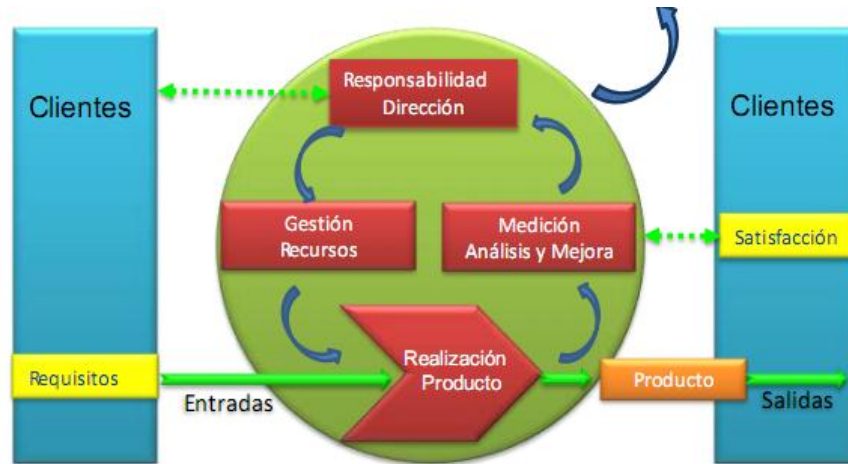 Clientes
Responsabilidad
Dirección
Clientes
Gestión
Recursos
Medición
Análisis y Mejora
Satisfacción
Requisitos
Entradas
Realización
Producto
Producto
Salidas